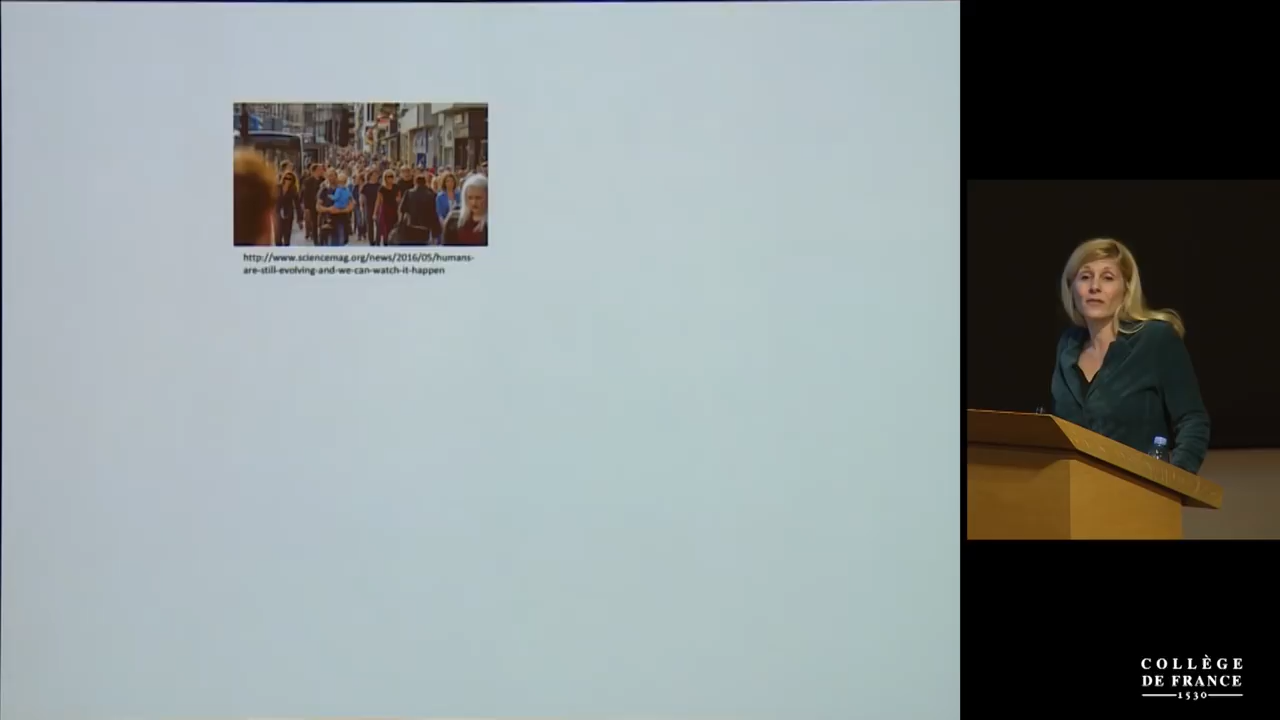 http://www.sciencemag.org/news/2016/05/humans-
are-still-evolving-and-we-can-watch-it-happen
COLLÈGE
DE FRANCE
1530